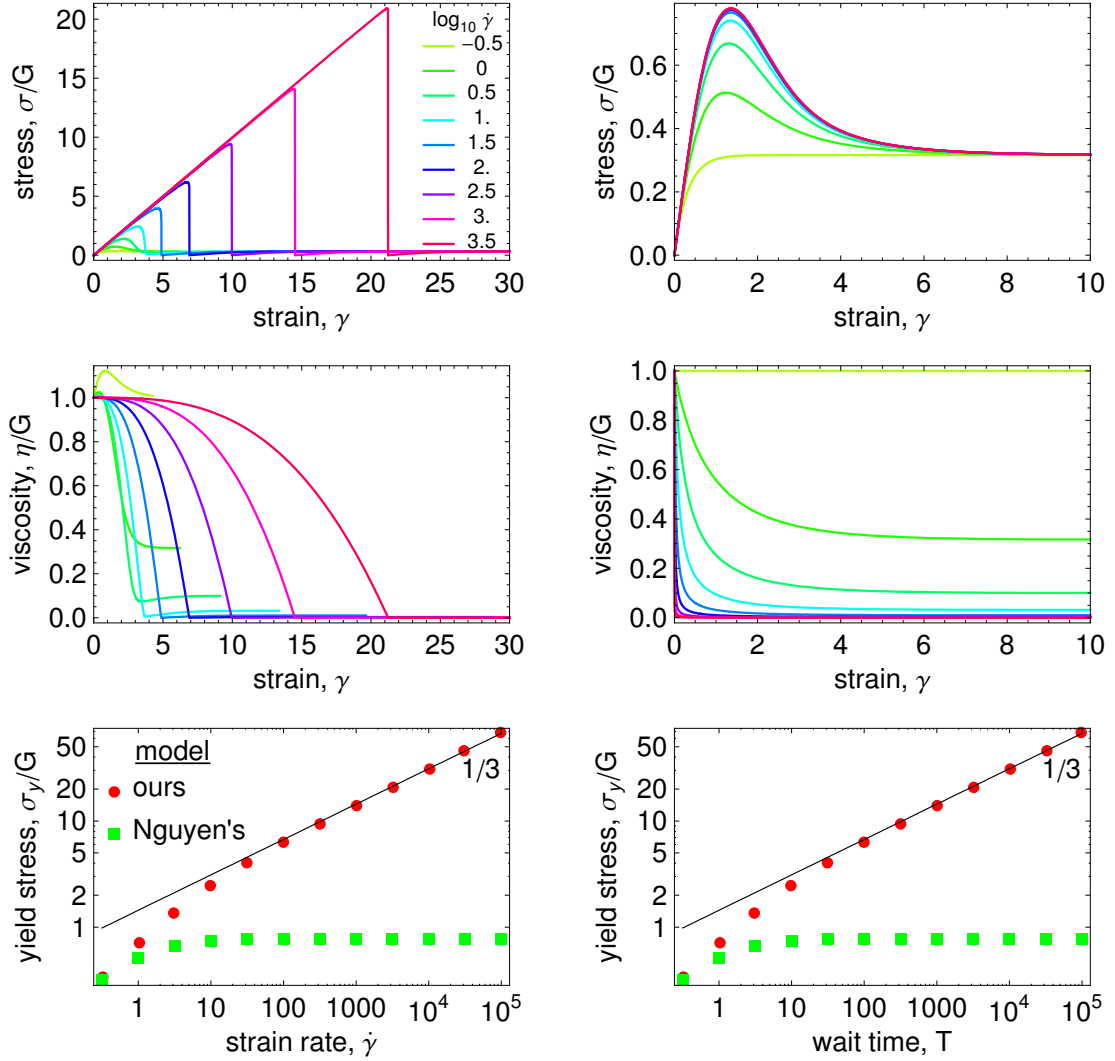 20
15
10
5
0
stress, σ/G
log₁₀ γ̇
−0.5
0
0.5
1.
1.5
2.
2.5
3.
3.5
0 5 10 15 20 25 30
strain, γ
0.6
0.4
0.2
0.0
stress, σ/G
0 2 4 6 8 10
strain, γ
1.0
0.8
0.6
0.4
0.2
0.0
viscosity, η/G
0 5 10 15 20 25 30
strain, γ
1.0
0.8
0.6
0.4
0.2
0.0
viscosity, η/G
0 2 4 6 8 10
strain, γ
50
20
10
5
2
1
yield stress, σ_y/G
model
ours
Nguyen's
1/3
1 10 100 1000 10⁴ 10⁵
strain rate, γ̇
50
20
10
5
2
1
yield stress, σ_y/G
1/3
1 10 100 1000 10⁴ 10⁵
wait time, T